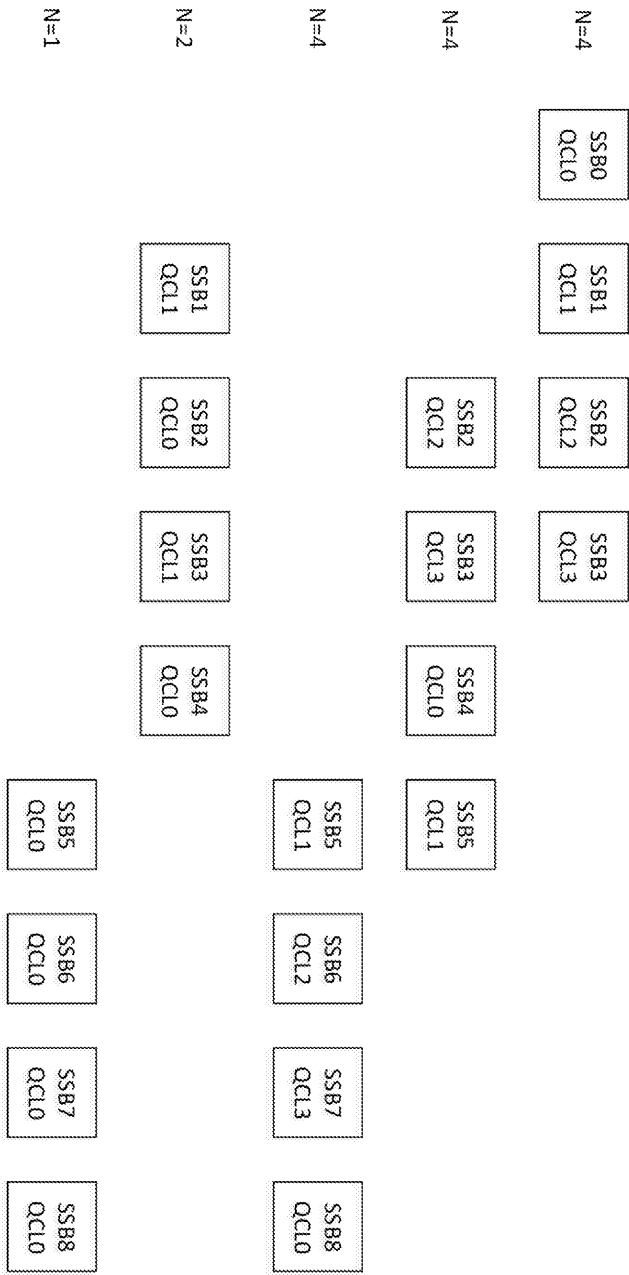 N=4
SSB0
QCL0
SSB1
QCL1
SSB2
QCL2
SSB3
QCL3
N=4
SSB2
QCL2
SSB3
QCL3
SSB4
QCL0
SSB5
QCL1
N=4
SSB5
QCL1
SSB6
QCL2
SSB7
QCL3
SSB8
QCL0
N=2
SSB1
QCL1
SSB2
QCL0
SSB3
QCL1
SSB4
QCL0
N=1
SSB5
QCL0
SSB6
QCL0
SSB7
QCL0
SSB8
QCL0